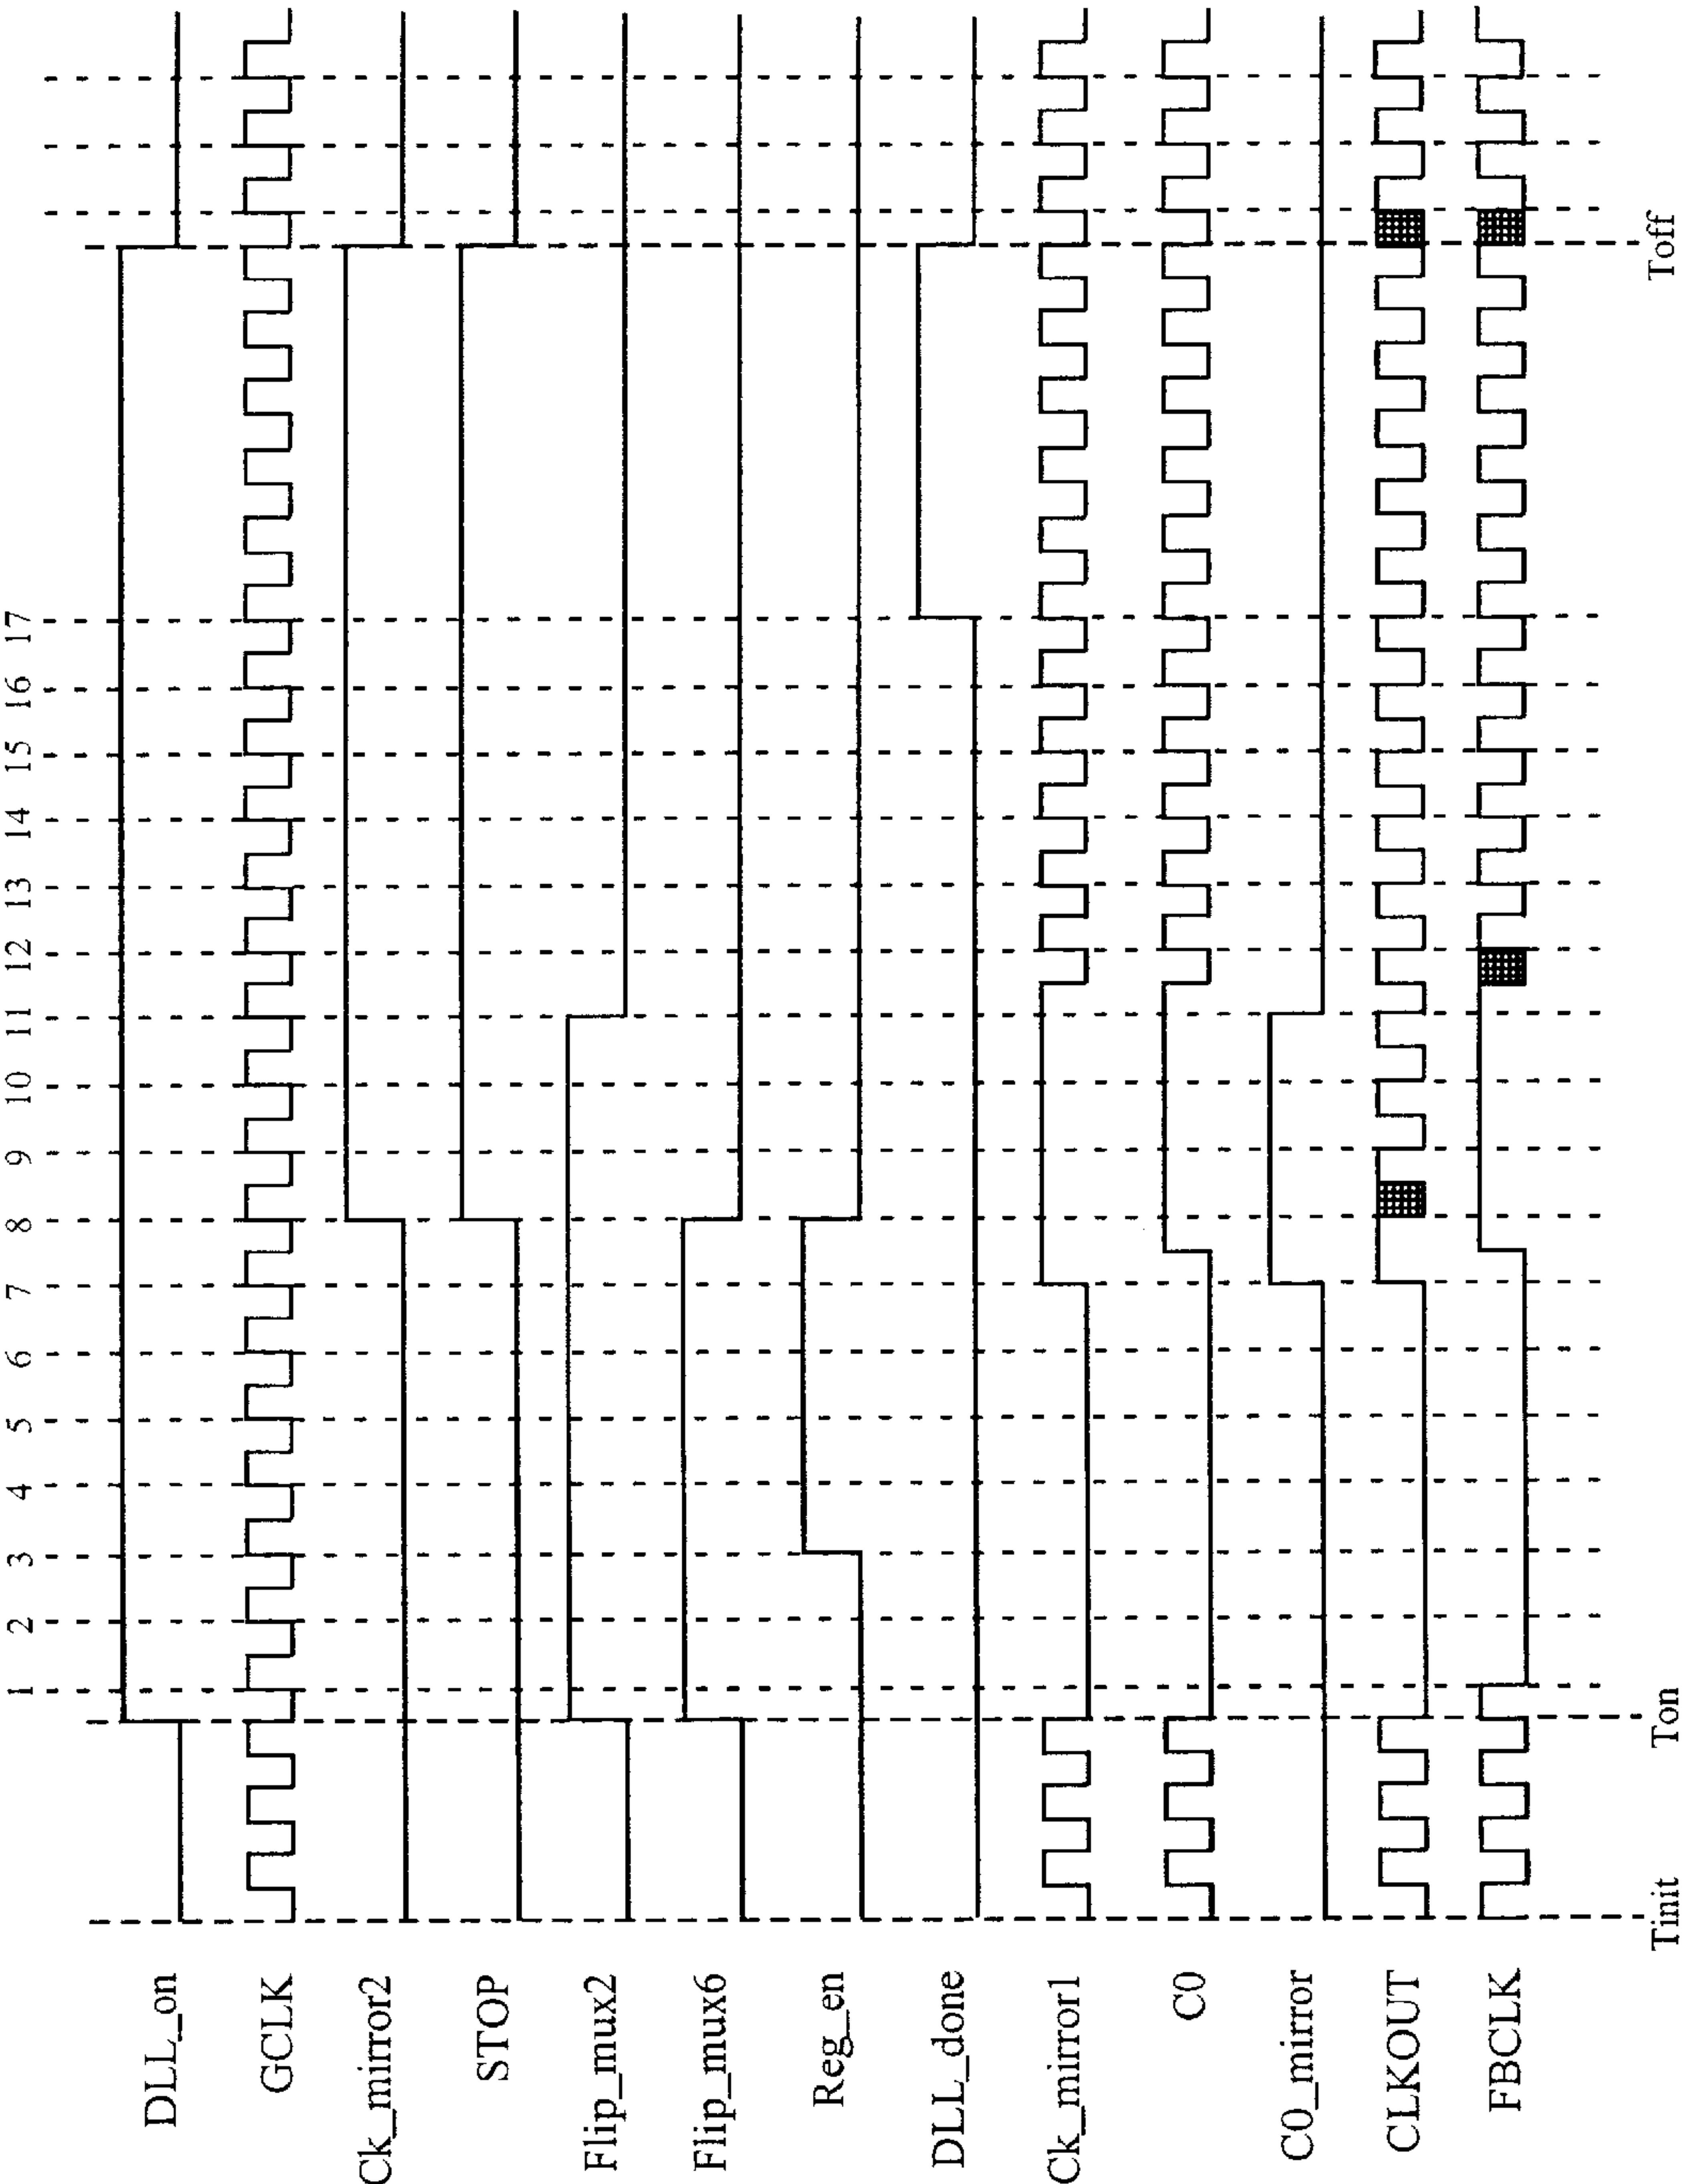 1 2 3 4 5 6 7 8 9 10 11 12 13 14 15 16 17
DLL_on
GCLK
Ck_mirror2
STOP
Flip_mux2
Flip_mux6
Reg_en
DLL_done
Ck_mirror1
C0
C0_mirror
CLKOUT
FBCLK
Tinit Ton Toff